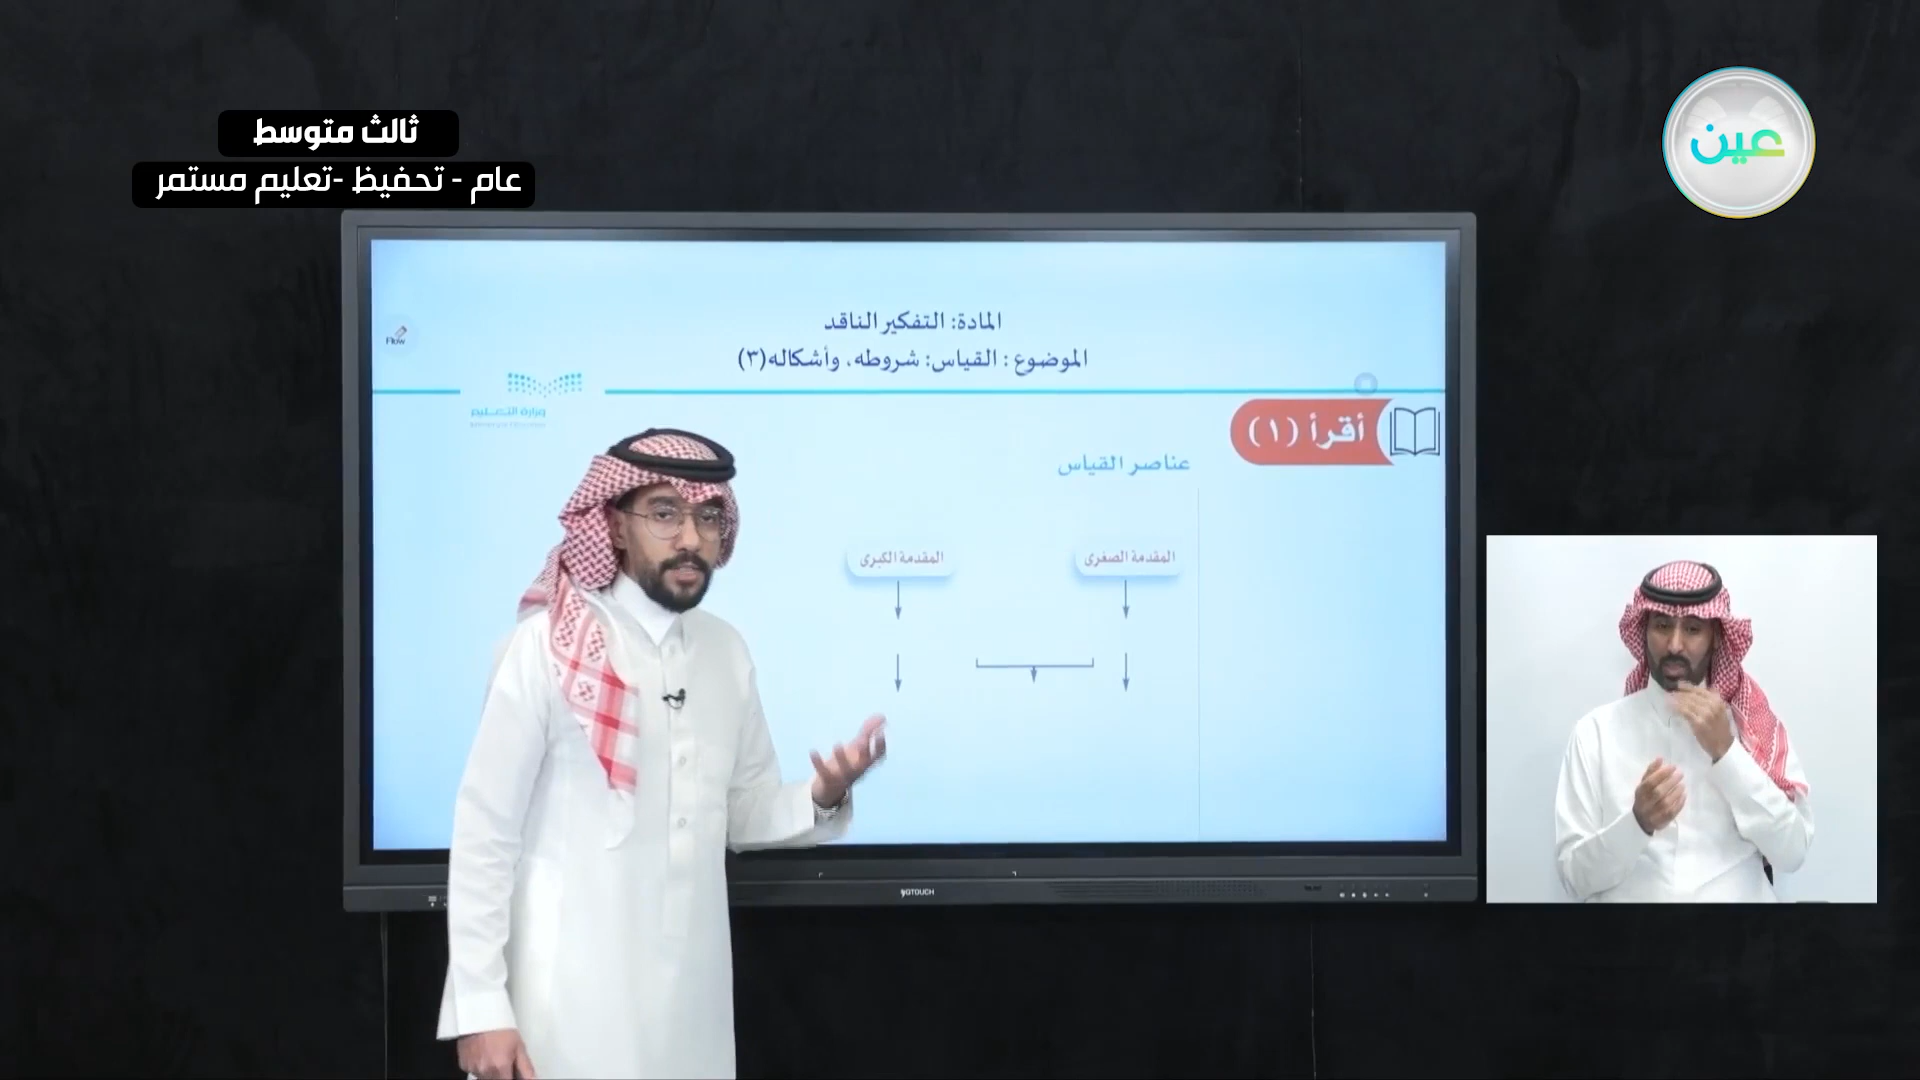 ثالث متوسط
عام - تحفيظ -تعليم مستمر
عين
المادة: التفكير الناقد
الموضوع : القياس: شروطه، وأشكاله(٣)
Flow
وزارة التعليم
أقرأ (١)
عناصر القياس
المقدمة الصغرى
المقدمة الكبرى